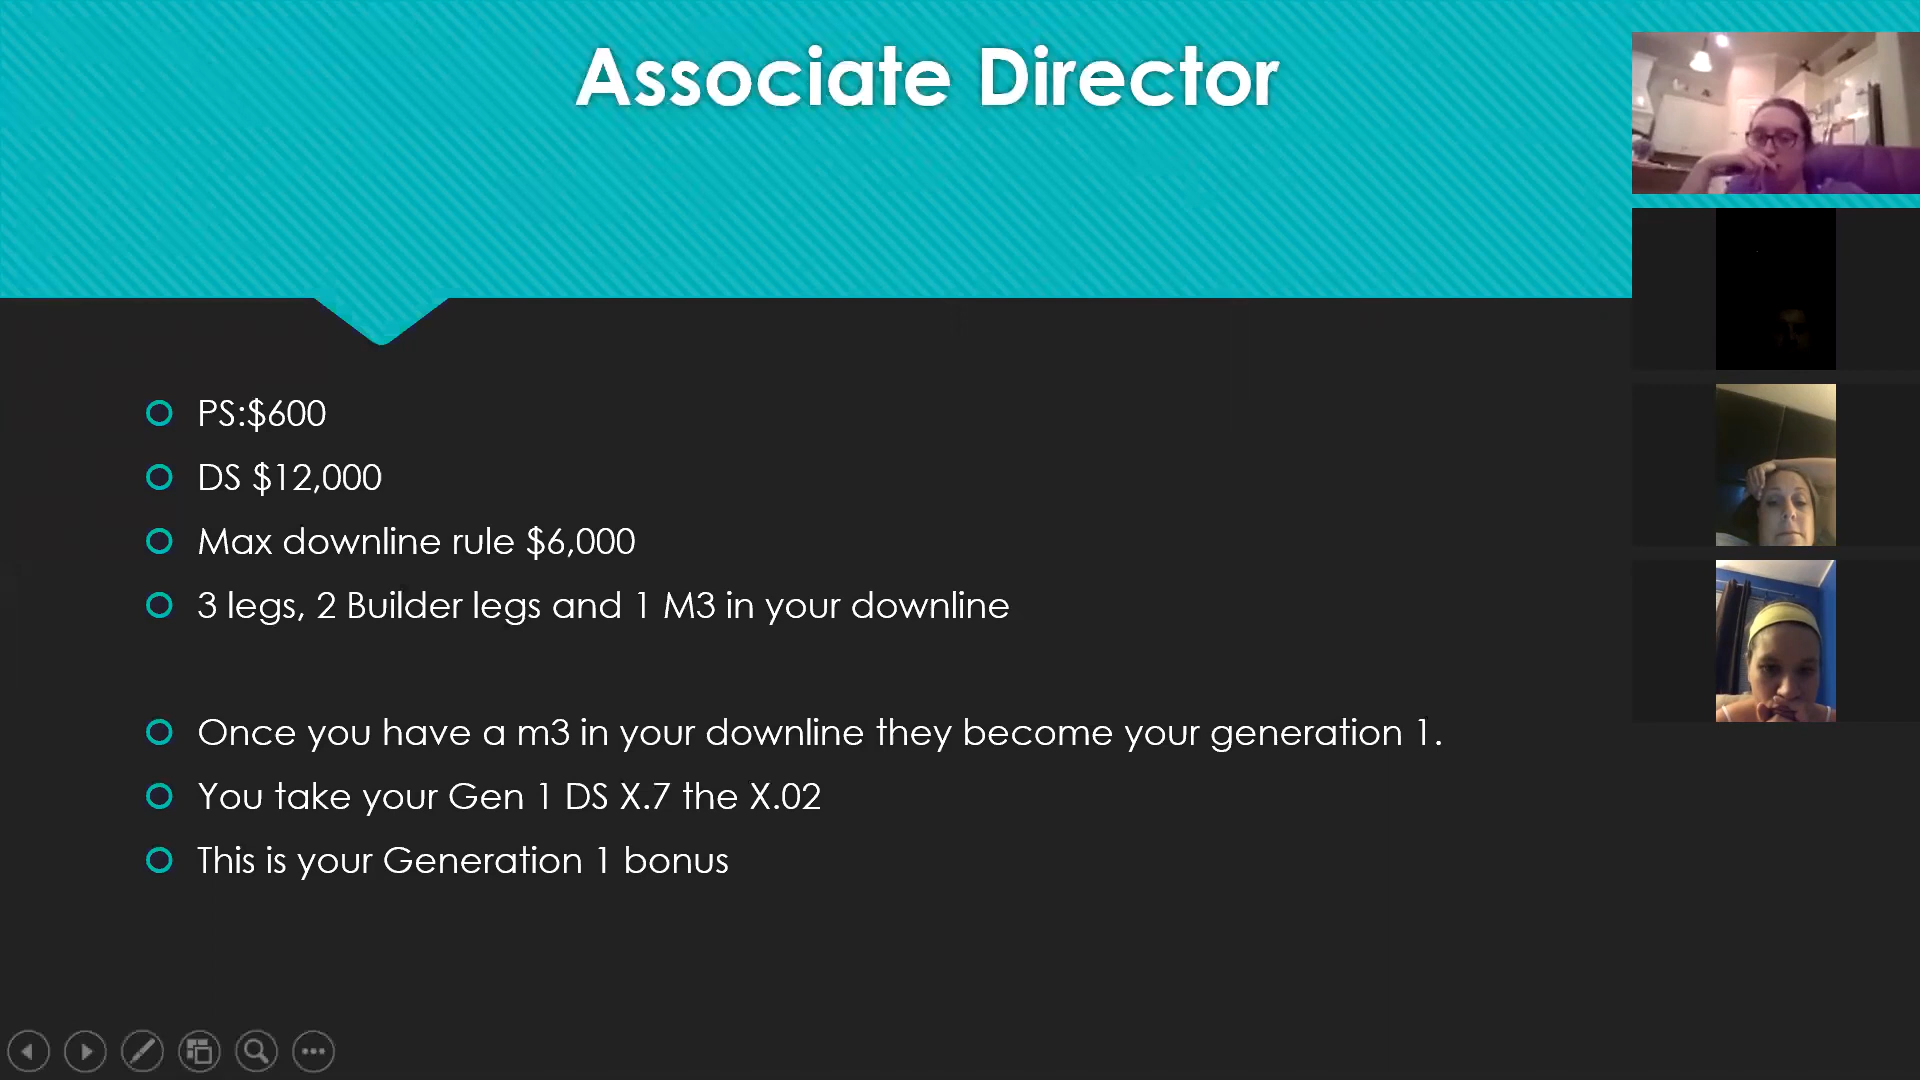 Associate Director
PS:$600
DS $12,000
Max downline rule $6,000
3 legs, 2 Builder legs and 1 M3 in your downline
Once you have a m3 in your downline they become your generation 1.
You take your Gen 1 DS X.7 the X.02
This is your Generation 1 bonus